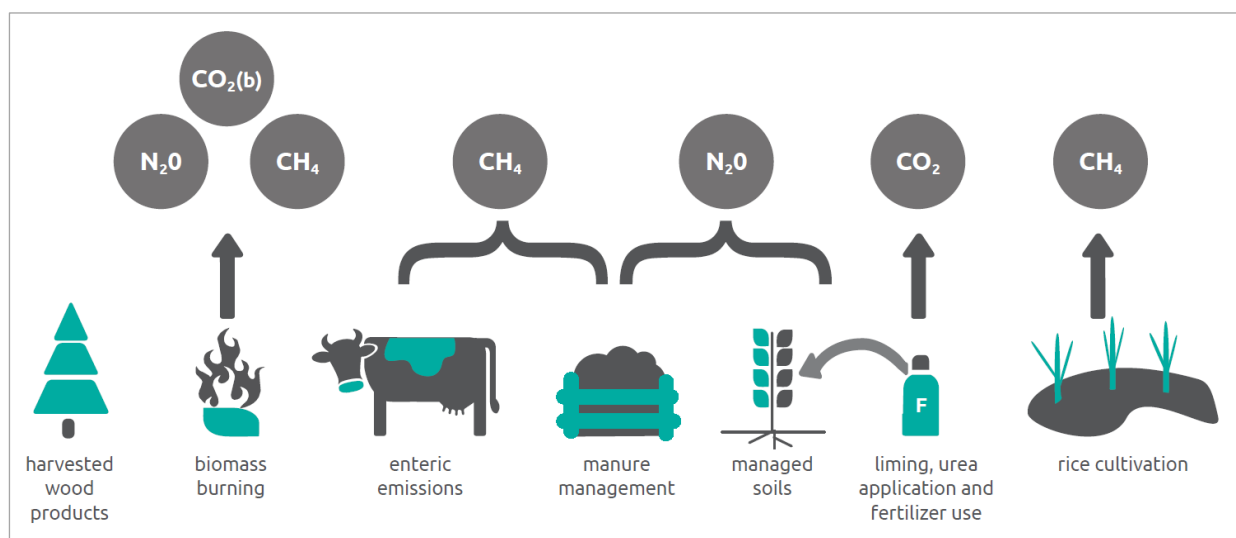 CO₂(b)
N₂0
CH₄
CH₄
N₂0
CO₂
CH₄
F
harvested
wood
products
biomass
burning
enteric
emissions
manure
management
managed
soils
liming, urea
application and
fertilizer use
rice cultivation